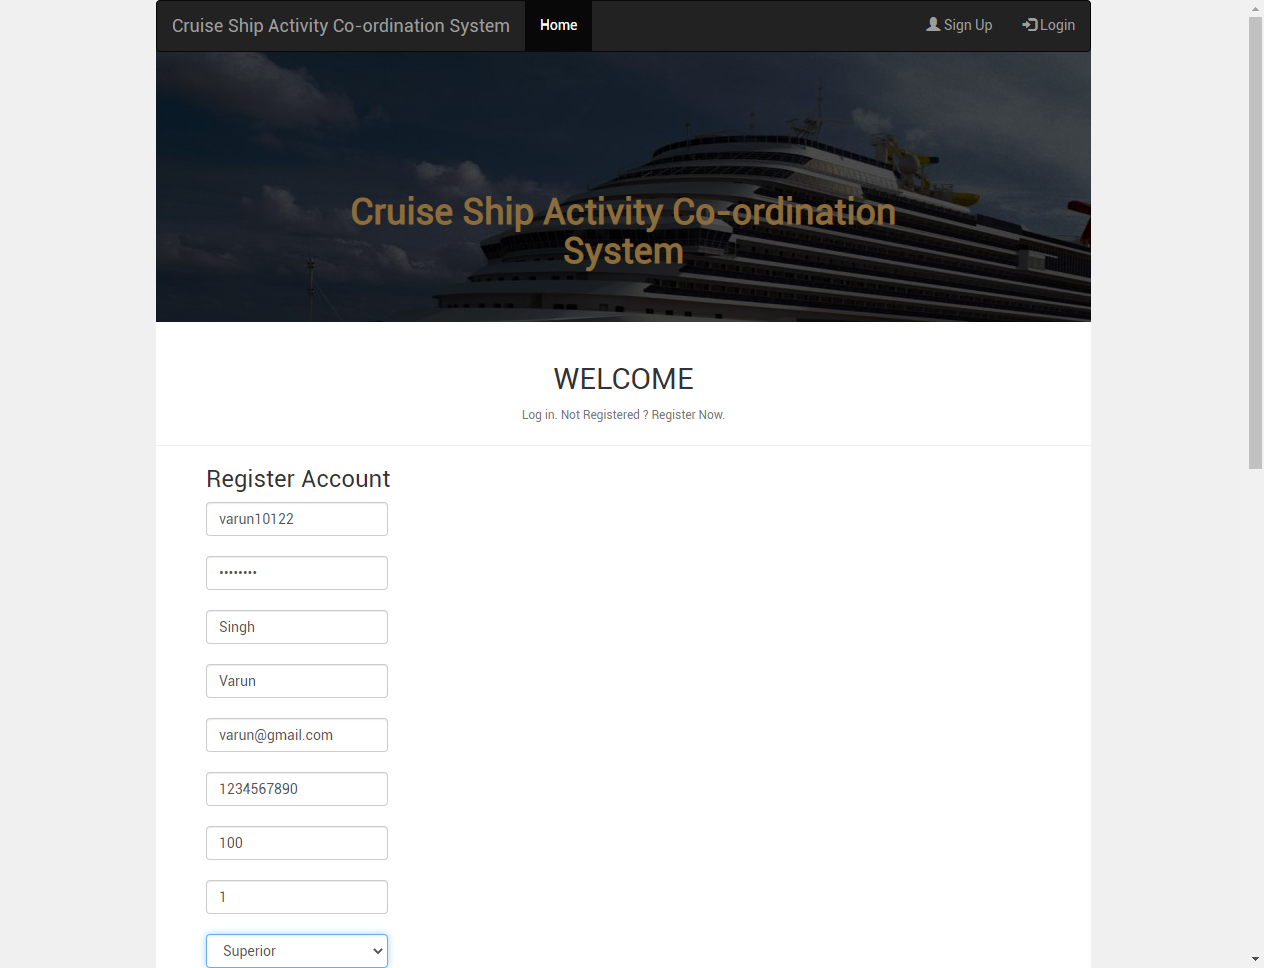 Cruise Ship Activity Co-ordination System Home Sign Up Login
Cruise Ship Activity Co-ordination
System
WELCOME
Log in. Not Registered ? Register Now.
Register Account
varun10122
••••••••
Singh
Varun
varun@gmail.com
1234567890
100
1
Superior